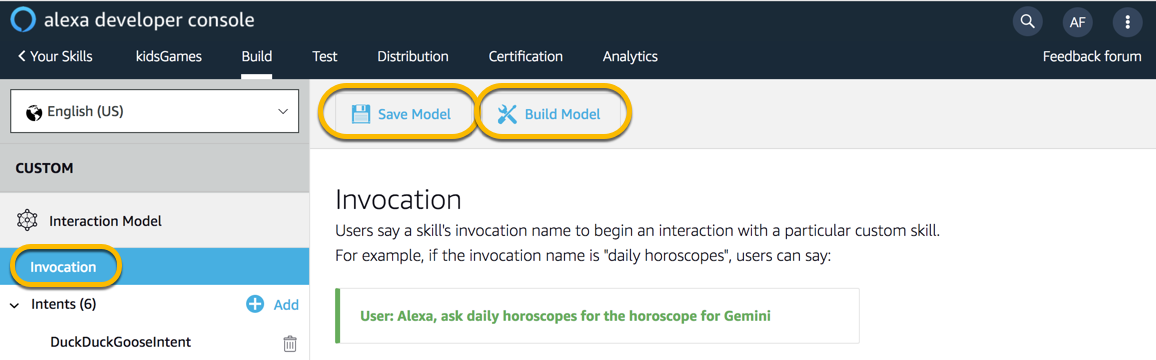 alexa developer console
AF
Your Skills
kidsGames
Build
Test
Distribution
Certification
Analytics
Feedback forum
English (US)
Save Model
Build Model
CUSTOM
Interaction Model
Invocation
Intents (6)
Add
DuckDuckGooseIntent
Invocation
Users say a skill's invocation name to begin an interaction with a particular custom skill.
For example, if the invocation name is "daily horoscopes", users can say:
User: Alexa, ask daily horoscopes for the horoscope for Gemini